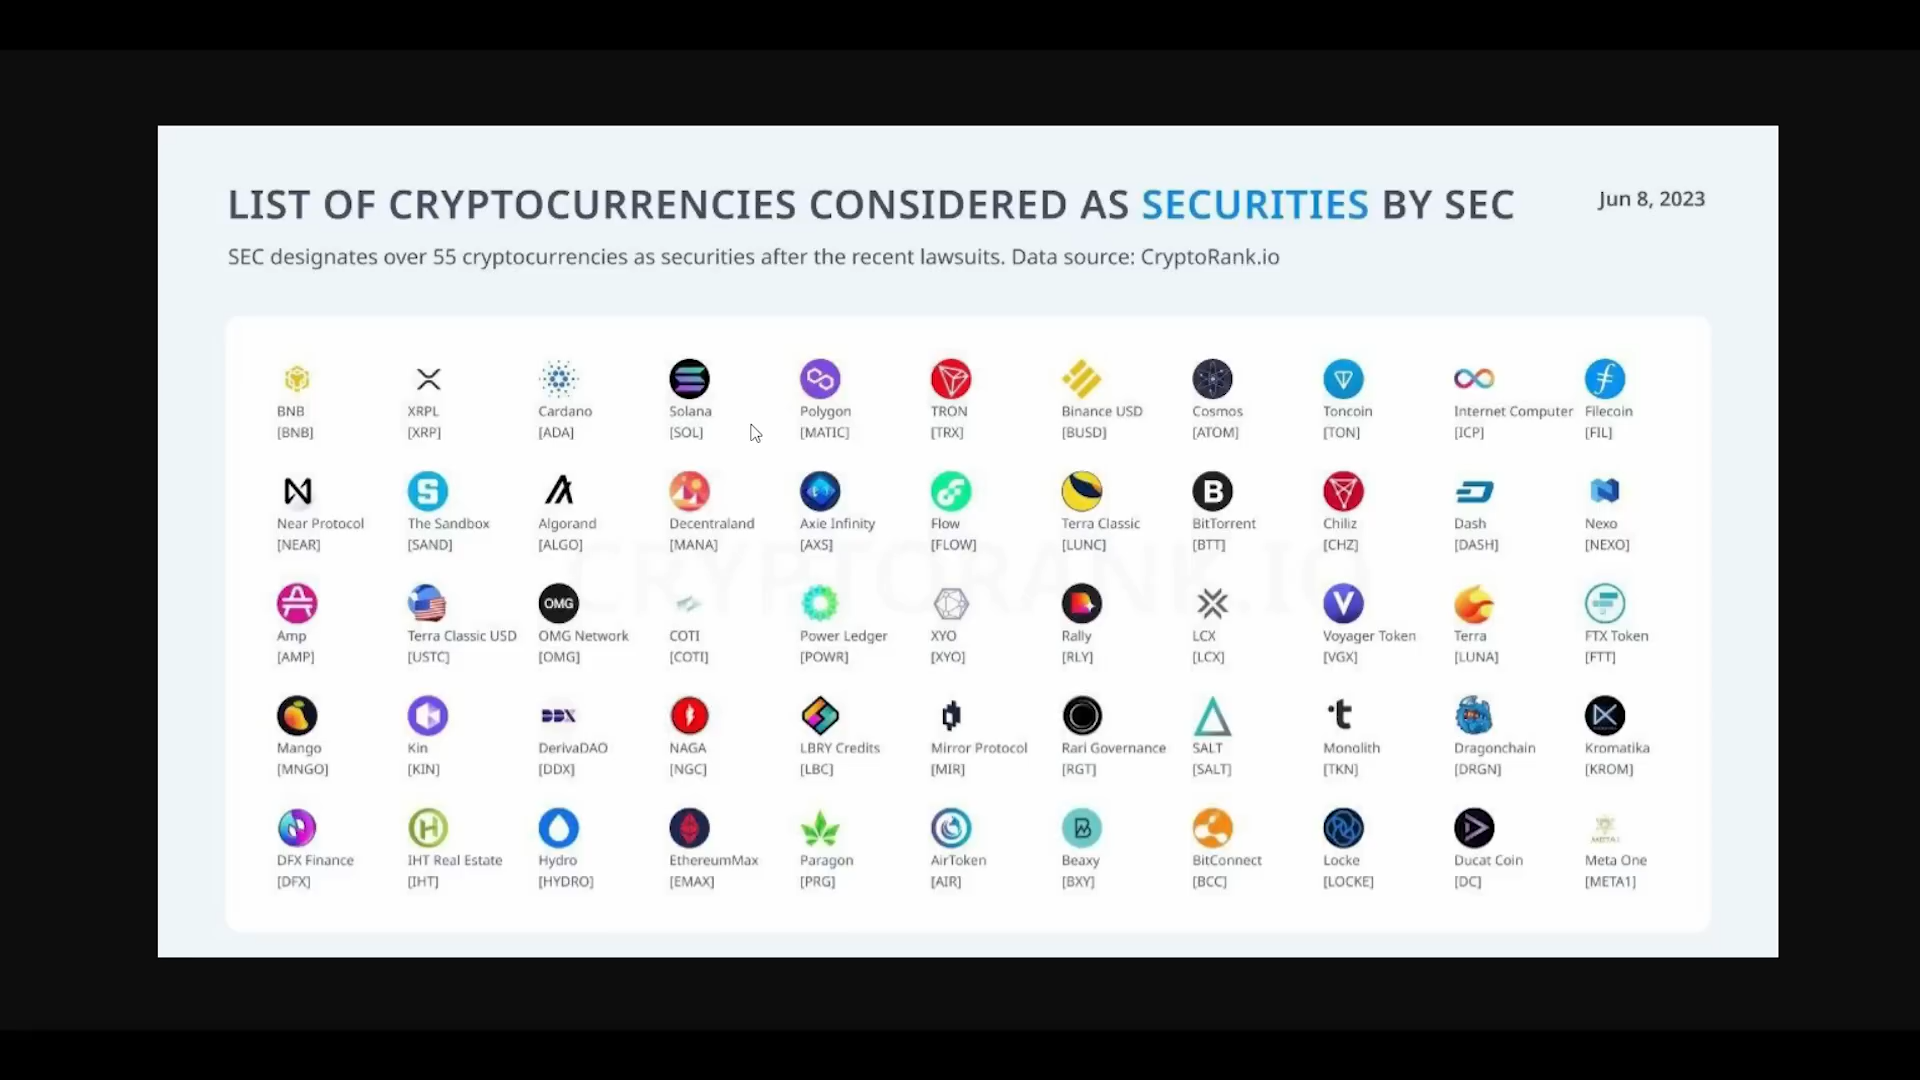 LIST OF CRYPTOCURRENCIES CONSIDERED AS SECURITIES BY SEC
Jun 8, 2023
SEC designates over 55 cryptocurrencies as securities after the recent lawsuits. Data source: CryptoRank.io
BNB XRPL Cardano Solana Polygon TRON Binance USD Cosmos Toncoin Internet Computer Filecoin
[BNB] [XRP] [ADA] [SOL] [MATIC] [TRX] [BUSD] [ATOM] [TON] [ICP] [FIL]
Near Protocol The Sandbox Algorand Decentraland Axie Infinity Flow Terra Classic BitTorrent Chiliz Dash Nexo
[NEAR] [SAND] [ALGO] [MANA] [AXS] [FLOW] [LUNC] [BTT] [CHZ] [DASH] [NEXO]
CRYPTORANK.IO
OMG
Amp Terra Classic USD OMG Network COTI Power Ledger XYO Rally LCX Voyager Token Terra FTX Token
[AMP] [USTC] [OMG] [COTI] [POWR] [XYO] [RLY] [LCX] [VGX] [LUNA] [FTT]
DDX
Mango Kin DerivaDAO NAGA LBRY Credits Mirror Protocol Rari Governance SALT Monolith Dragonchain Kromatika
[MNGO] [KIN] [DDX] [NGC] [LBC] [MIR] [RGT] [SALT] [TKN] [DRGN] [KROM]
META1
DFX Finance IHT Real Estate Hydro EthereumMax Paragon AirToken Beaxy BitConnect Locke Ducat Coin Meta One
[DFX] [IHT] [HYDRO] [EMAX] [PRG] [AIR] [BXY] [BCC] [LOCKE] [DC] [META1]